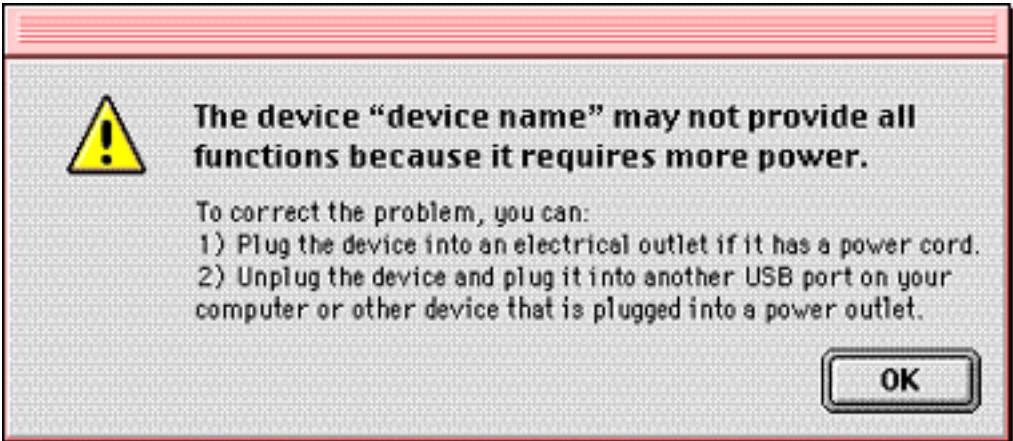 The device “device name” may not provide all
functions because it requires more power.
To correct the problem, you can:
1) Plug the device into an electrical outlet if it has a power cord.
2) Unplug the device and plug it into another USB port on your
computer or other device that is plugged into a power outlet.
OK